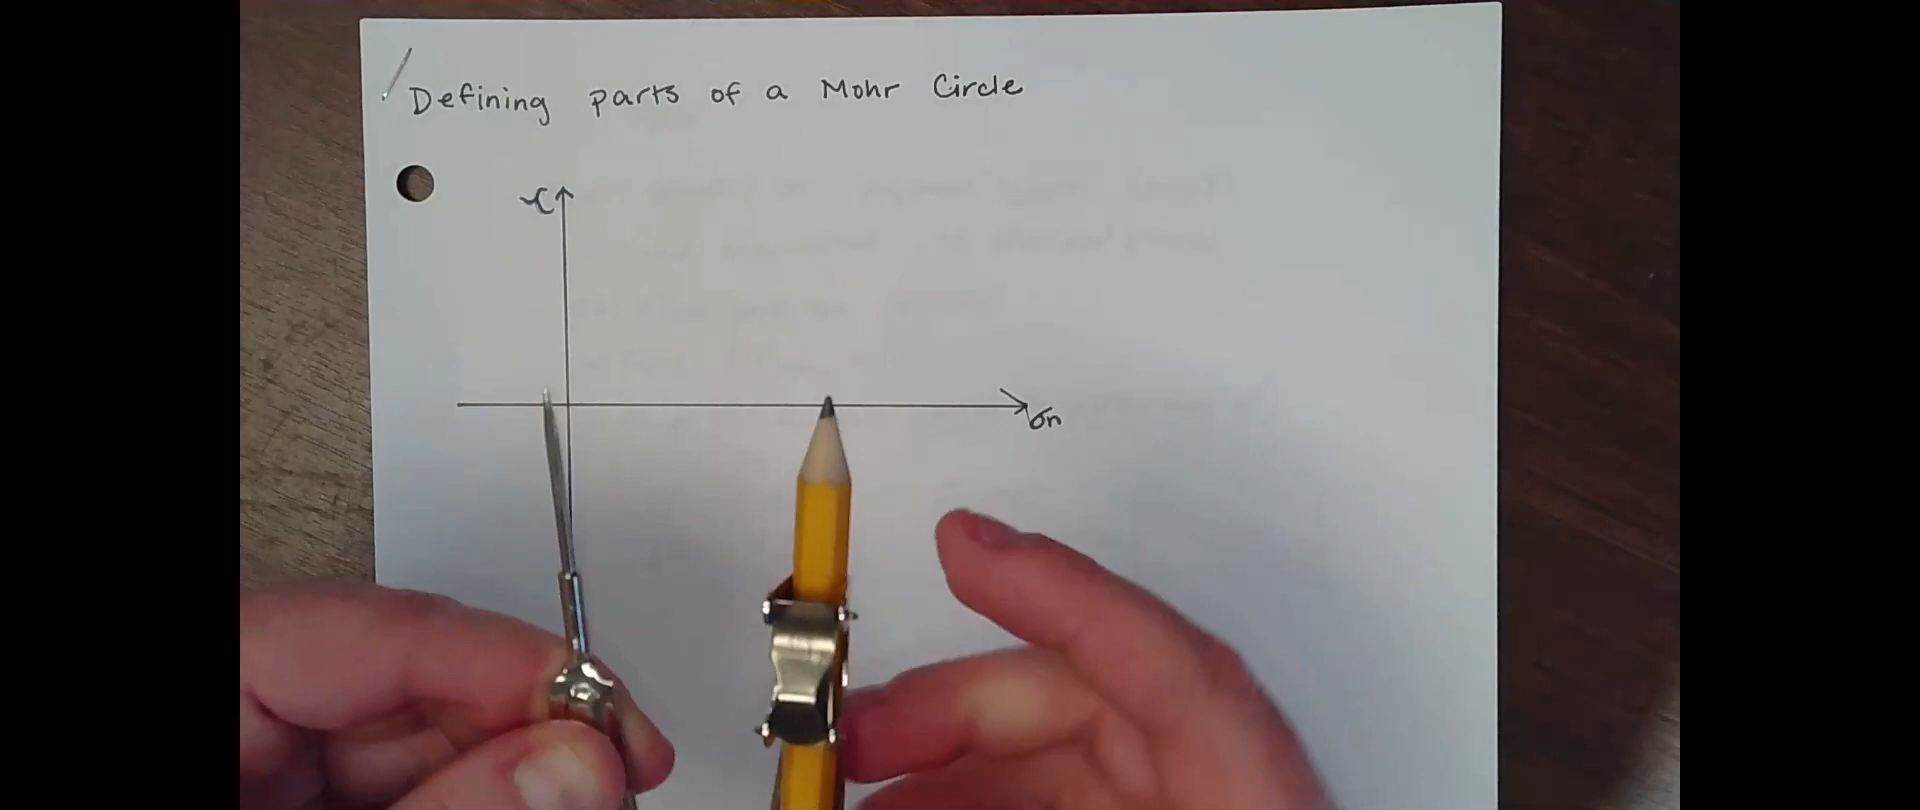 Defining parts of a Mohr Circle
τ
σn